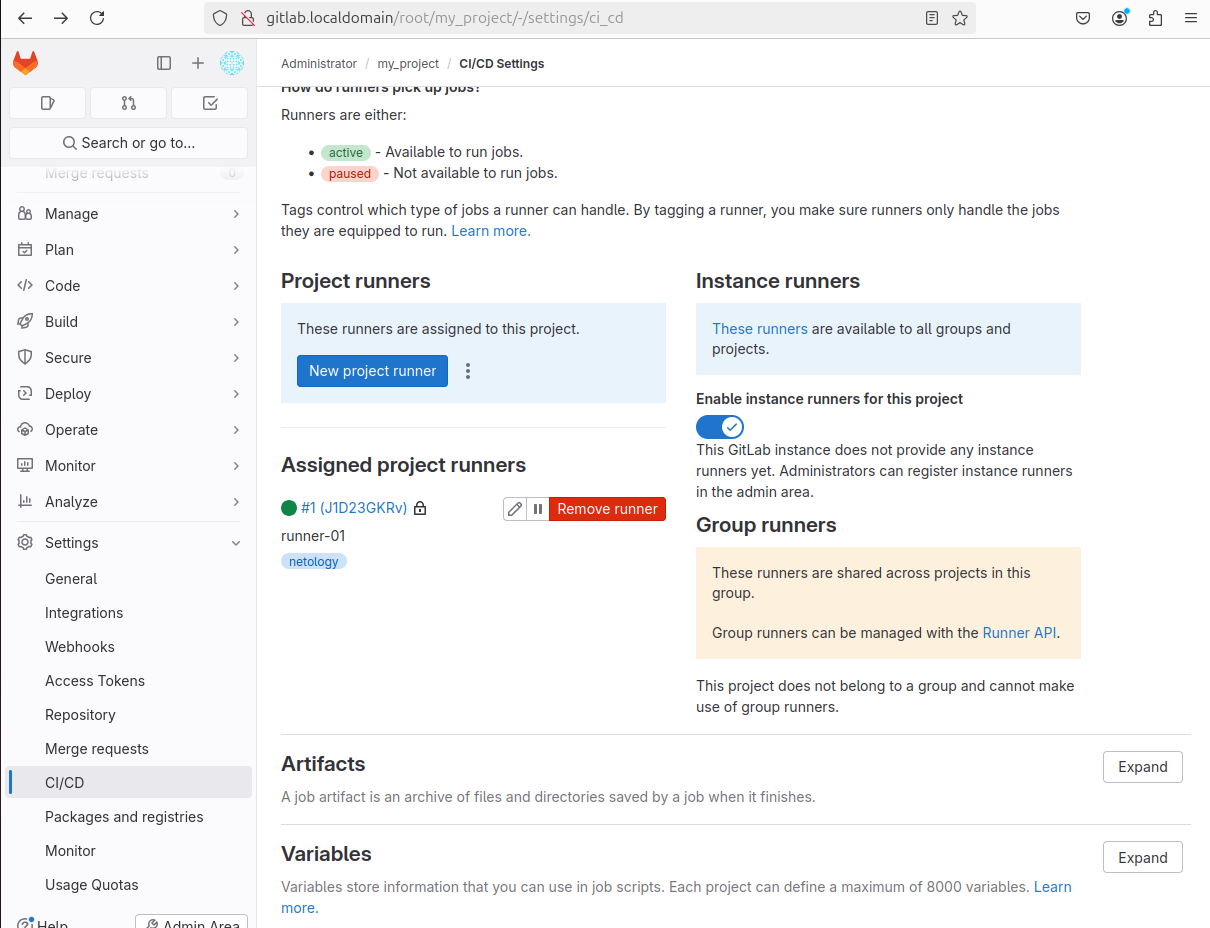 gitlab.localdomain/root/my_project/-/settings/ci_cd
Search or go to...
Merge requests 0
Manage
Plan
Code
Build
Secure
Deploy
Operate
Monitor
Analyze
Settings
General
Integrations
Webhooks
Access Tokens
Repository
Merge requests
CI/CD
Packages and registries
Monitor
Usage Quotas
Help
Admin Area
Administrator / my_project / CI/CD Settings
How do runners pick up jobs?
Runners are either:
• active - Available to run jobs.
• paused - Not available to run jobs.
Tags control which type of jobs a runner can handle. By tagging a runner, you make sure runners only handle the jobs
they are equipped to run. Learn more.
Project runners
These runners are assigned to this project.
New project runner
Assigned project runners
#1 (J1D23GKRv)
Remove runner
runner-01
netology
Instance runners
These runners are available to all groups and
projects.
Enable instance runners for this project
This GitLab instance does not provide any instance
runners yet. Administrators can register instance runners
in the admin area.
Group runners
These runners are shared across projects in this
group.
Group runners can be managed with the Runner API.
This project does not belong to a group and cannot make
use of group runners.
Artifacts
Expand
A job artifact is an archive of files and directories saved by a job when it finishes.
Variables
Expand
Variables store information that you can use in job scripts. Each project can define a maximum of 8000 variables. Learn
more.